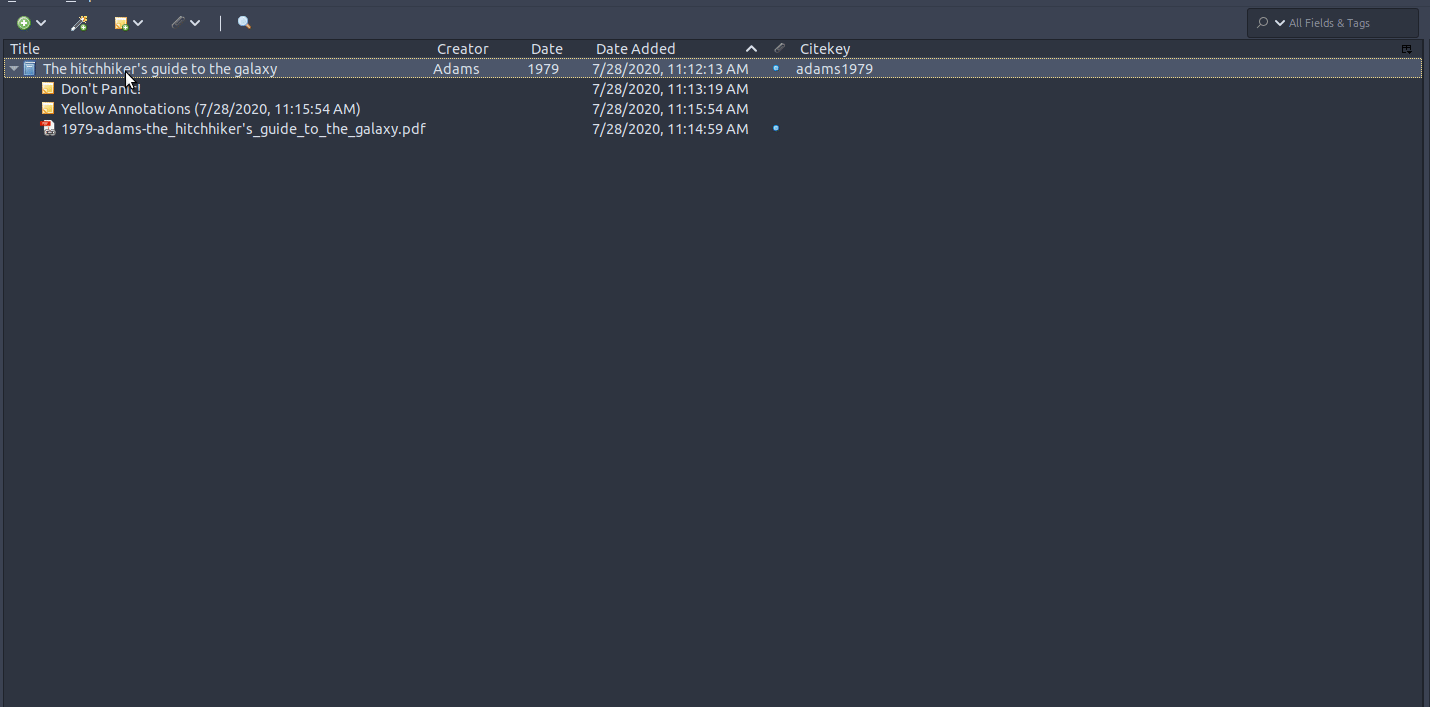 All Fields & Tags
Title Creator Date Date Added Citekey
The hitchhiker's guide to the galaxy Adams 1979 7/28/2020, 11:12:13 AM adams1979
Don't Panic! 7/28/2020, 11:13:19 AM
Yellow Annotations (7/28/2020, 11:15:54 AM) 7/28/2020, 11:15:54 AM
1979-adams-the_hitchhiker's_guide_to_the_galaxy.pdf 7/28/2020, 11:14:59 AM